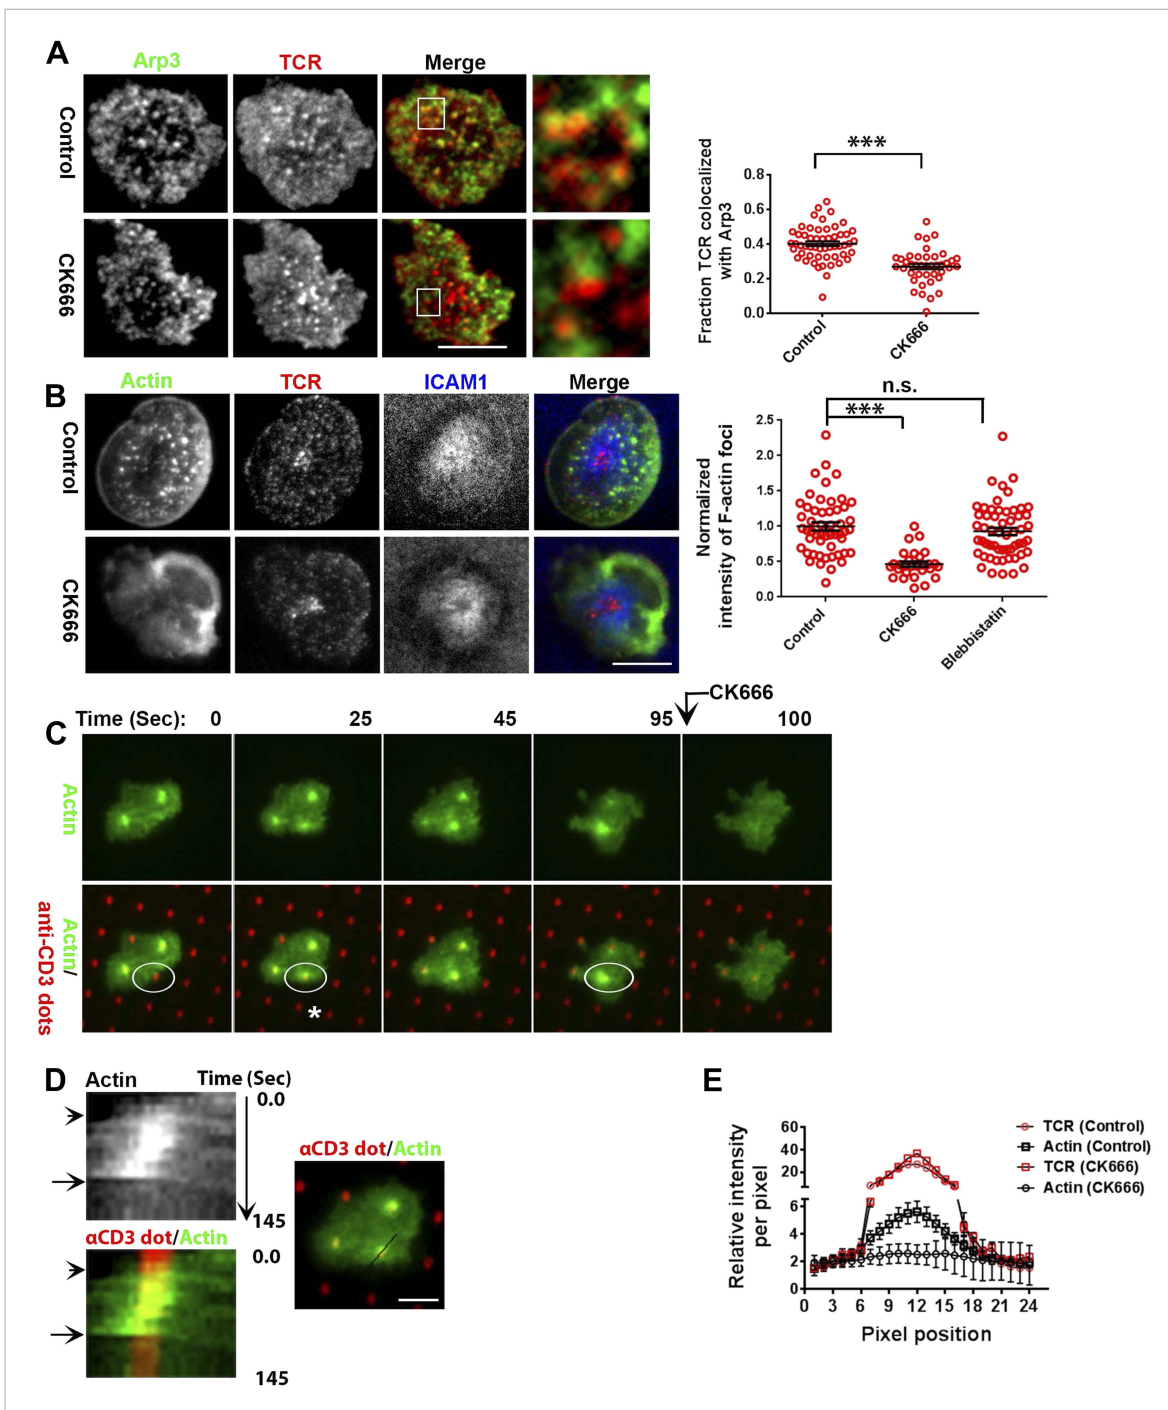 A
Arp3 TCR Merge
Control
CK666
***
Fraction TCR colocalized
with Arp3
0.8
0.6
0.4
0.2
0.0
Control CK666
B
Actin TCR ICAM1 Merge
Control
CK666
n.s.
***
Normalized
intensity of F-actin foci
2.5
2.0
1.5
1.0
0.5
0.0
Control CK666 Blebbistatin
C
CK666
Time (Sec): 0 25 45 95 100
Actin
Actin/
anti-CD3 dots
*
D
Actin Time (Sec)
0.0
145
αCD3 dot/Actin
0.0
145
αCD3 dot/Actin
E
Relative intensity
per pixel
60
40
20
6
4
2
0
0 3 6 9 12 15 18 21 24
Pixel position
TCR (Control)
Actin (Control)
TCR (CK666)
Actin (CK666)